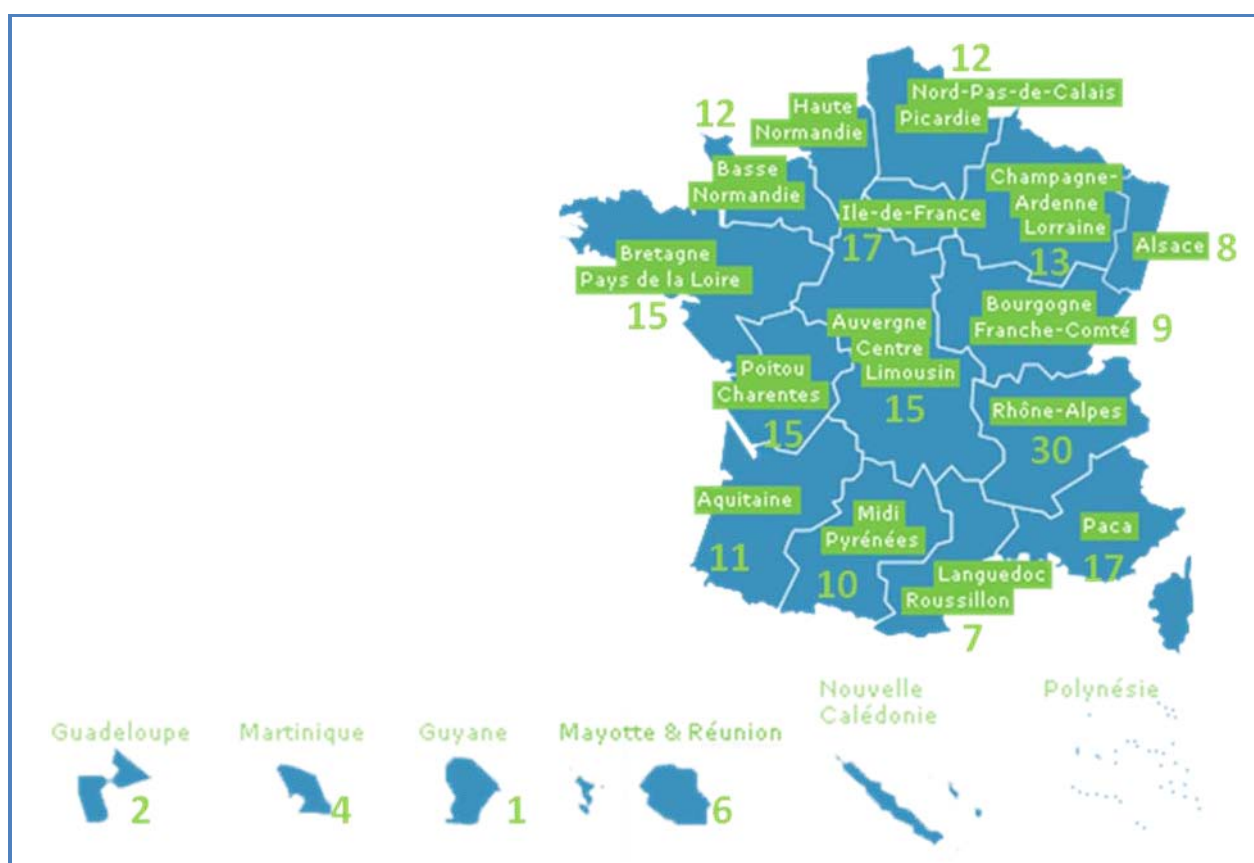 12
Nord-Pas-de-Calais
Picardie
Haute
Normandie
12
Basse
Normandie
Champagne-
Ardenne
Lorraine
13
Ile-de-France
17
Alsace 8
Bretagne
Pays de la Loire
15
Bourgogne
Franche-Comté 9
Auvergne
Centre
Limousin
15
Poitou
Charentes
15
Rhône-Alpes
30
Aquitaine
11
Midi
Pyrénées
10
Paca
17
Languedoc
Roussillon
7
Guadeloupe
2
Martinique
4
Guyane
1
Mayotte & Réunion
6
Nouvelle
Calédonie
Polynésie